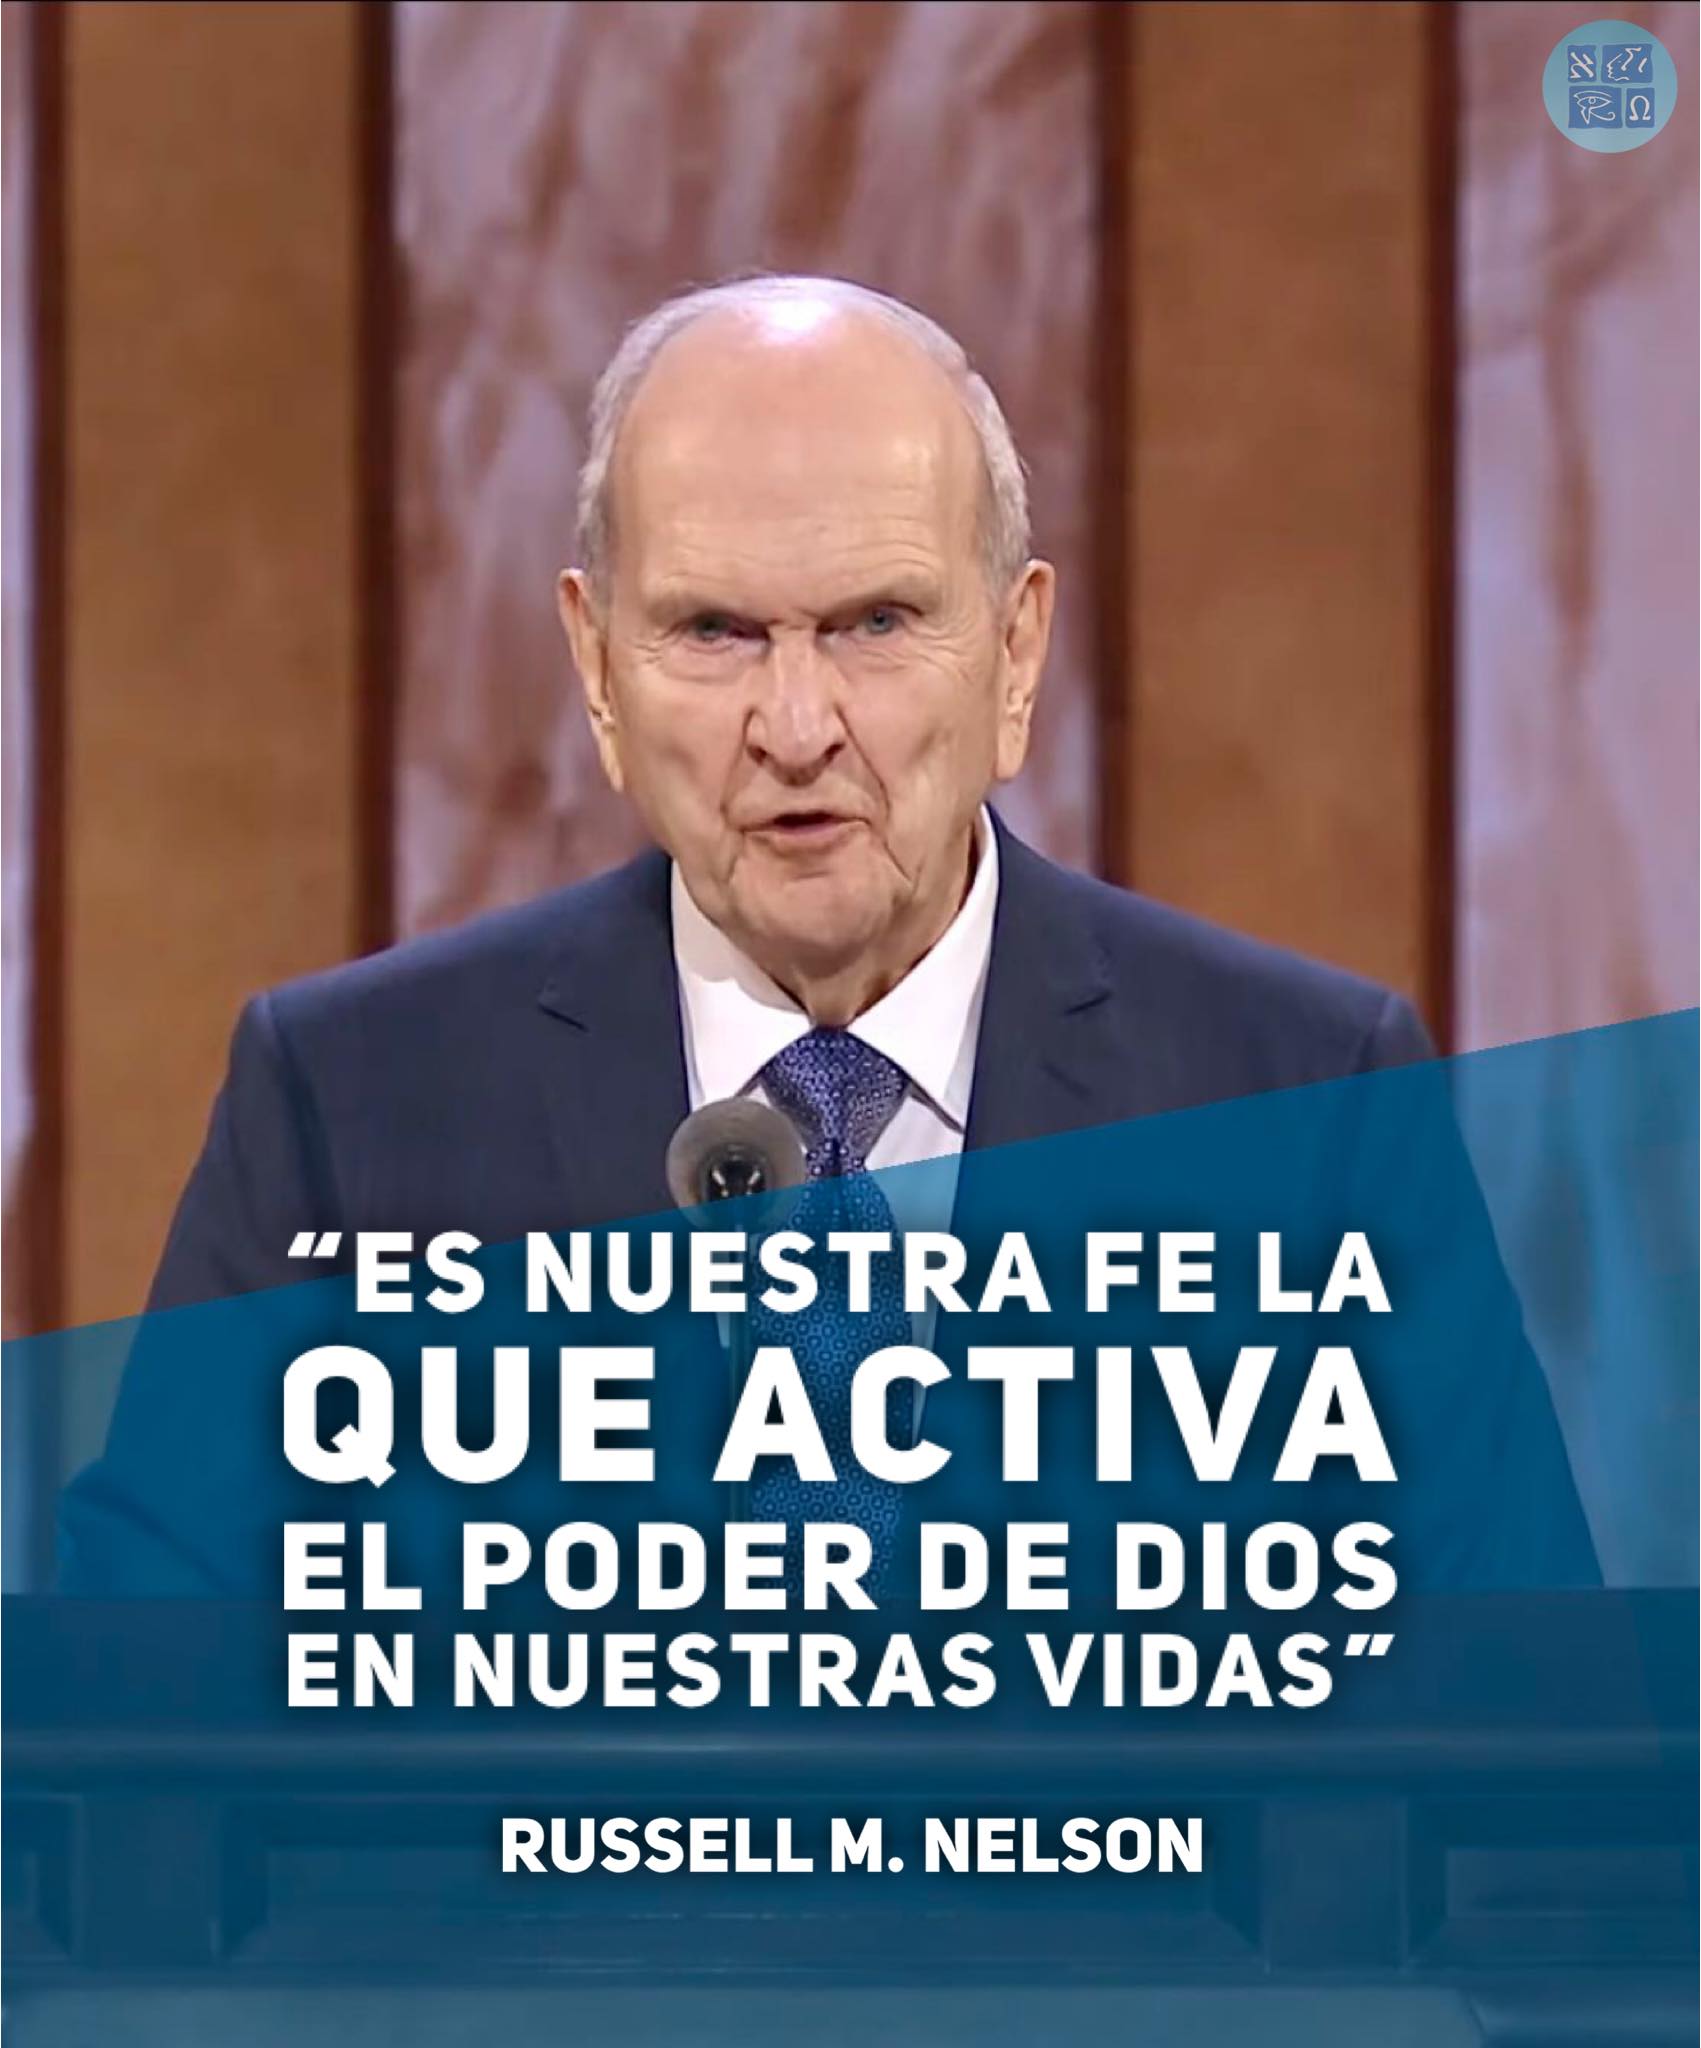 “ES NUESTRA FE LA
QUE ACTIVA
EL PODER DE DIOS
EN NUESTRAS VIDAS”
RUSSELL M. NELSON